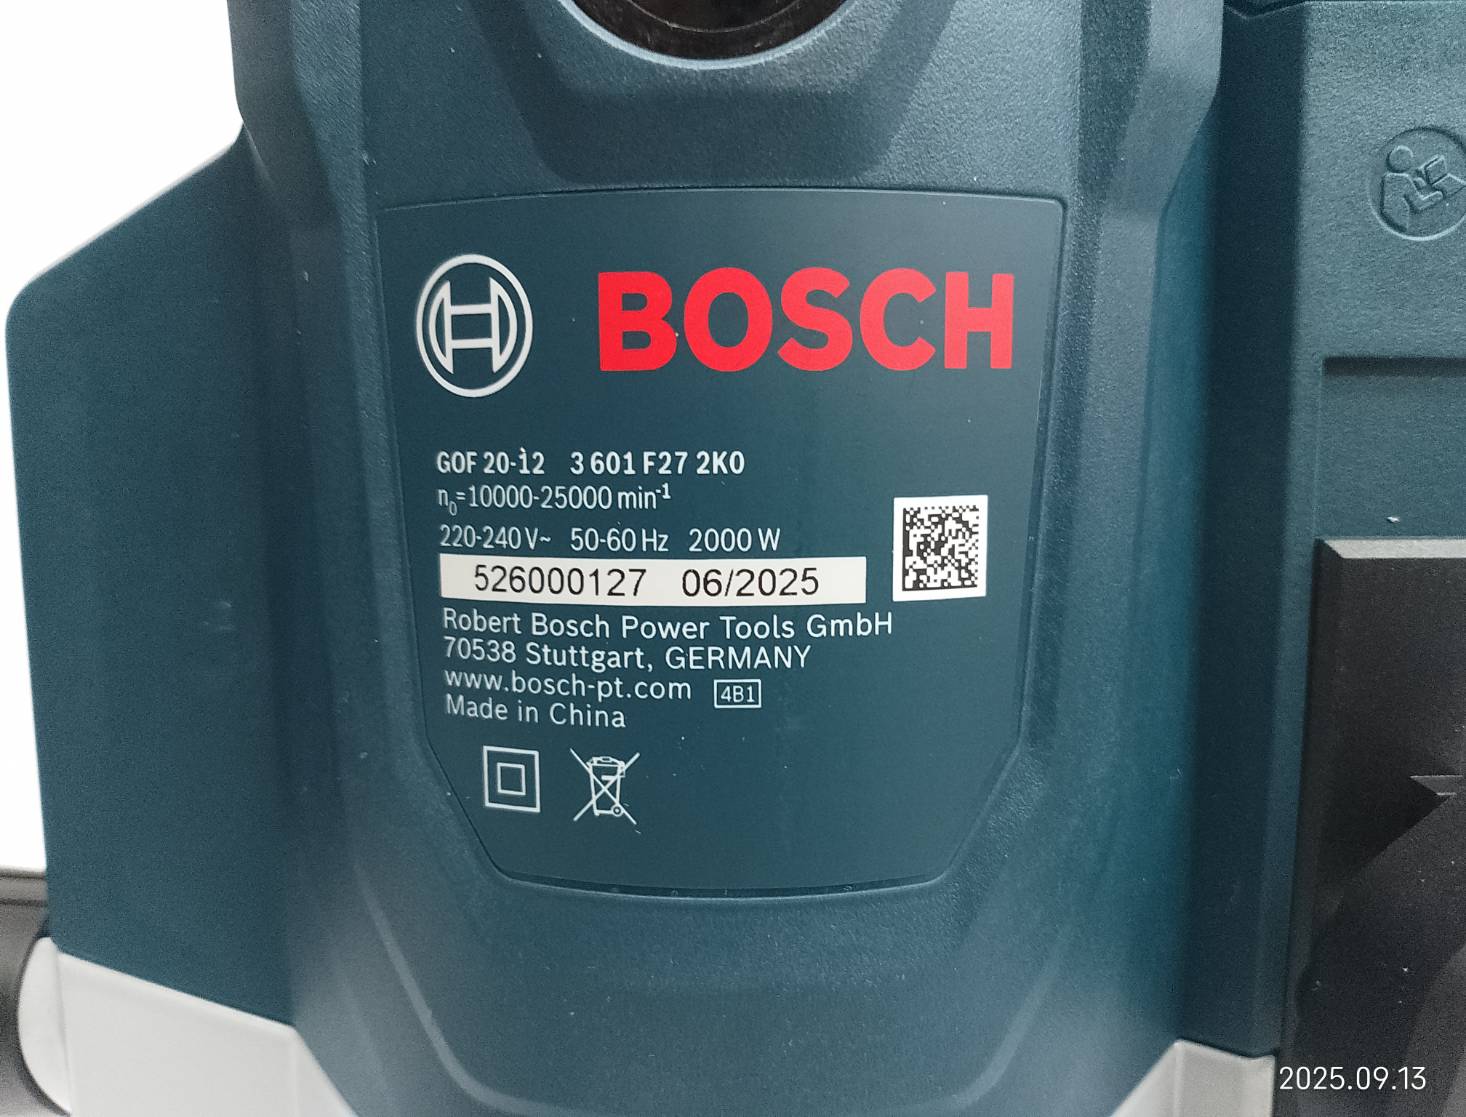 BOSCH
GOF 20-12 3 601 F27 2K0
n₀=10000-25000 min⁻¹
220-240 V~ 50-60 Hz 2000 W
526000127 06/2025
Robert Bosch Power Tools GmbH
70538 Stuttgart, GERMANY
www.bosch-pt.com 4B1
Made in China
2025.09.13